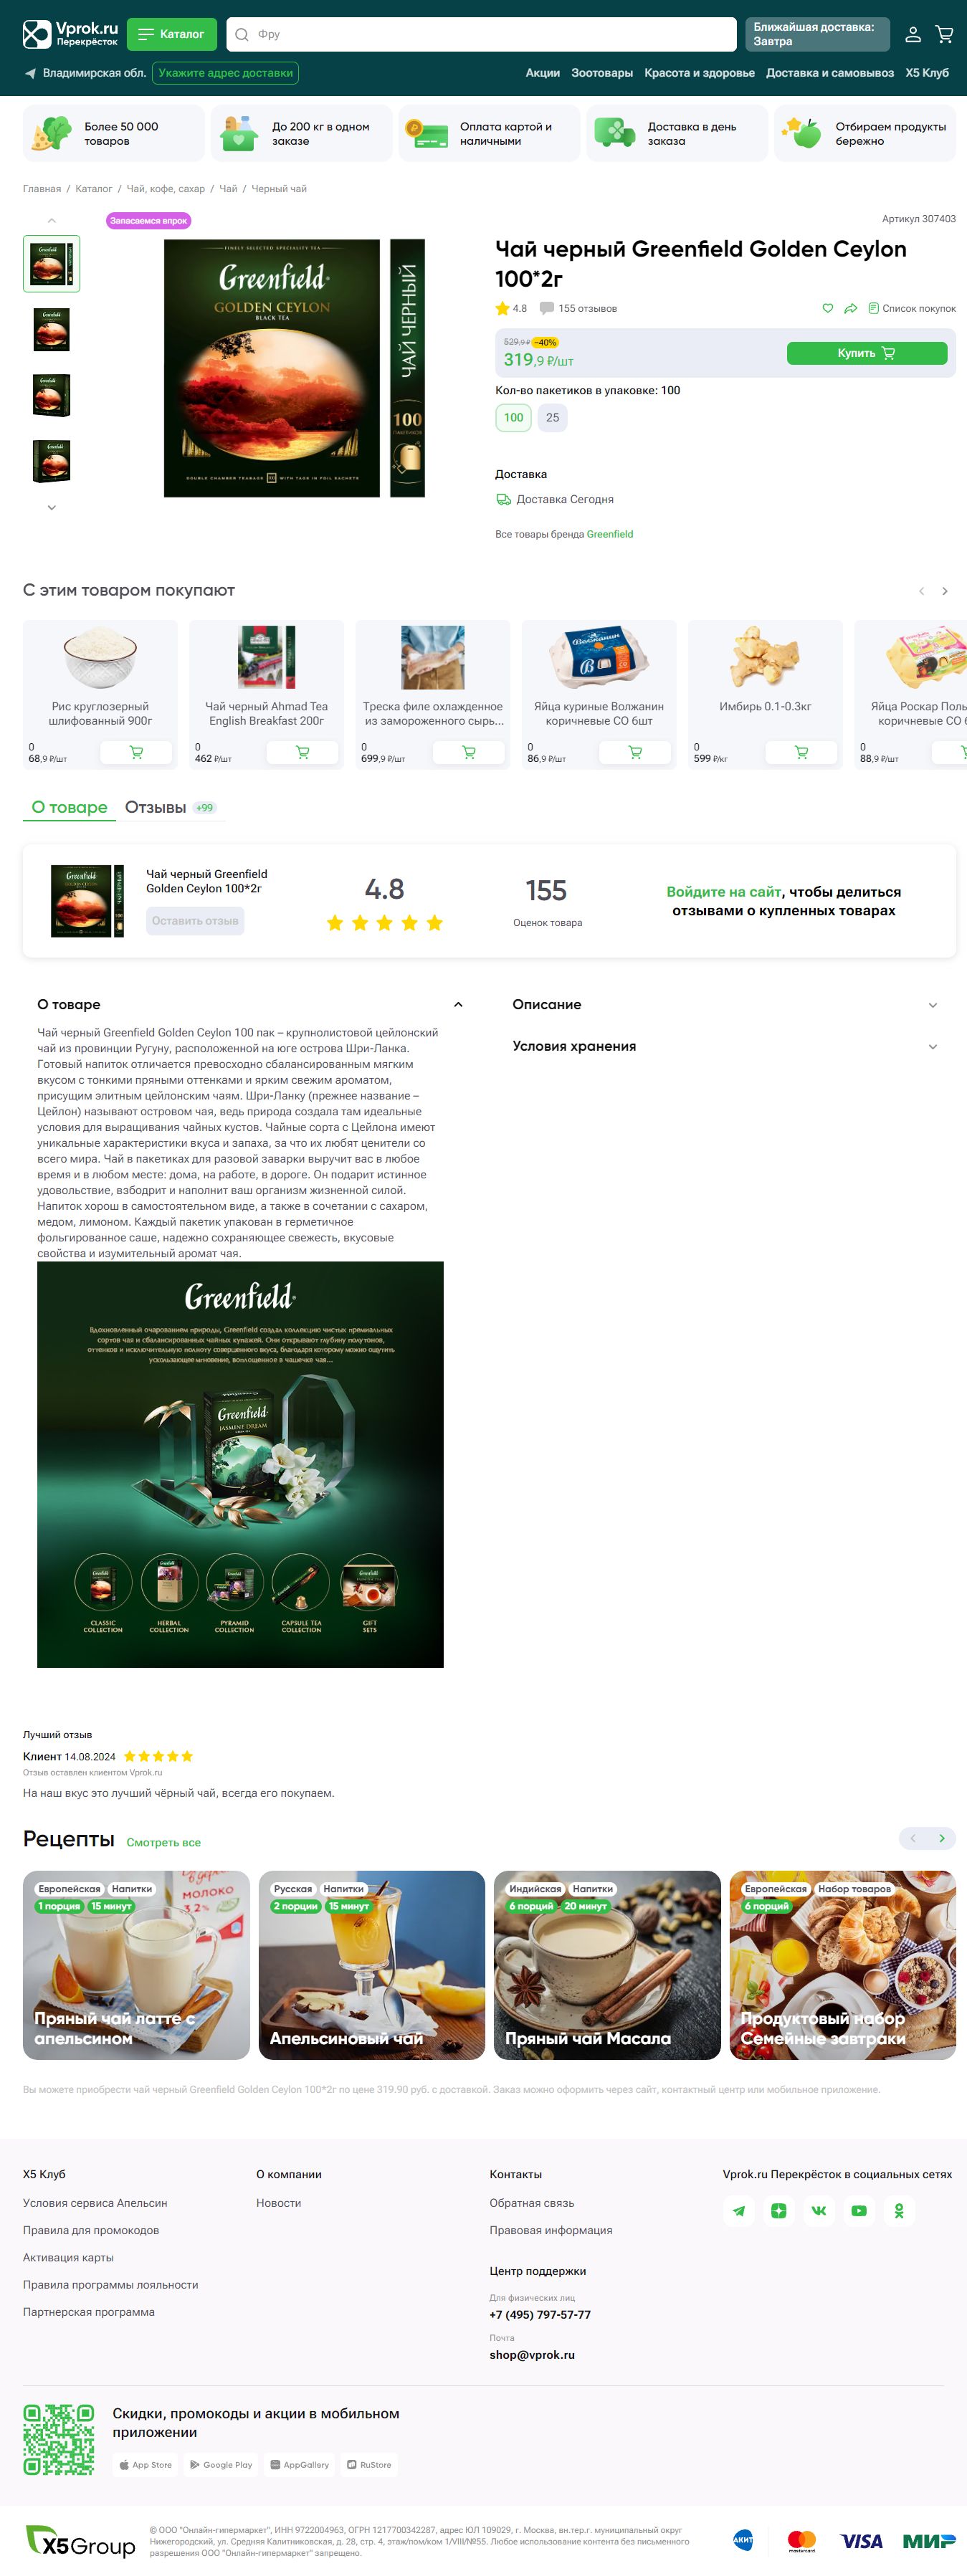 Vprok.ru
Перекрёсток
Каталог
Фру
Ближайшая доставка:
Завтра
Владимирская обл.
Укажите адрес доставки
Акции
Зоотовары
Красота и здоровье
Доставка и самовывоз
X5 Клуб
Более 50 000
товаров
До 200 кг в одном
заказе
Оплата картой и
наличными
Доставка в день
заказа
Отбираем продукты
бережно
Главная / Каталог / Чай, кофе, сахар / Чай / Черный чай
Запасаемся впрок
Артикул 307403
FINELY SELECTED SPECIALITY TEA
Greenfield
GOLDEN CEYLON
BLACK TEA
DOUBLE CHAMBER TEABAGS
WITH TAGS IN FOIL SACHETS
ЧАЙ ЧЕРНЫЙ
100
Чай черный Greenfield Golden Ceylon
100*2г
4.8
155 отзывов
Список покупок
529,9 ₽
−40%
319,9 ₽/шт
Купить
Кол-во пакетиков в упаковке: 100
100
25
Доставка
Доставка Сегодня
Все товары бренда Greenfield
С этим товаром покупают
Рис круглозерный
шлифованный 900г
0
68,9 ₽/шт
Чай черный Ahmad Tea
English Breakfast 200г
0
462 ₽/шт
Треска филе охлажденное
из замороженного сырь...
0
699,9 ₽/шт
Волжанин
Яйца куриные Волжанин
коричневые СО 6шт
0
86,9 ₽/шт
Имбирь 0.1-0.3кг
0
599 ₽/кг
Яйца Роскар Поль
коричневые СО 6
0
88,9 ₽/шт
О товаре
Отзывы +99
Чай черный Greenfield
Golden Ceylon 100*2г
Оставить отзыв
4.8
155
Оценок товара
Войдите на сайт, чтобы делиться
отзывами о купленных товарах
О товаре
Чай черный Greenfield Golden Ceylon 100 пак – крупнолистовой цейлонский
чай из провинции Ругуну, расположенной на юге острова Шри-Ланка.
Готовый напиток отличается превосходно сбалансированным мягким
вкусом с тонкими пряными оттенками и ярким свежим ароматом,
присущим элитным цейлонским чаям. Шри-Ланку (прежнее название –
Цейлон) называют островом чая, ведь природа создала там идеальные
условия для выращивания чайных кустов. Чайные сорта с Цейлона имеют
уникальные характеристики вкуса и запаха, за что их любят ценители со
всего мира. Чай в пакетиках для разовой заварки выручит вас в любое
время и в любом месте: дома, на работе, в дороге. Он подарит истинное
удовольствие, взбодрит и наполнит ваш организм жизненной силой.
Напиток хорош в самостоятельном виде, а также в сочетании с сахаром,
медом, лимоном. Каждый пакетик упакован в герметичное
фольгированное саше, надежно сохраняющее свежесть, вкусовые
свойства и изумительный аромат чая.
Описание
Условия хранения
Greenfield
Вдохновленный очарованием природы, Greenfield создал коллекцию чистых премиальных
сортов чая и сбалансированных чайных купажей. Они открывают глубину полутонов,
оттенков и исключительную полноту совершенного вкуса, благодаря которому можно ощутить
ускользающее мгновение, воплощенное в чашечке чая...
Greenfield
JASMINE DREAM
CLASSIC
COLLECTION
HERBAL
COLLECTION
PYRAMID
COLLECTION
CAPSULE TEA
COLLECTION
GIFT
SETS
Лучший отзыв
Клиент 14.08.2024
Отзыв оставлен клиентом Vprok.ru
На наш вкус это лучший чёрный чай, всегда его покупаем.
Рецепты
Смотреть все
Европейская
Напитки
1 порция
15 минут
МОЛОКО
3,2 %
Пряный чай латте с
апельсином
Русская
Напитки
2 порции
15 минут
Апельсиновый чай
Индийская
Напитки
6 порций
20 минут
Пряный чай Масала
Европейская
Набор товаров
6 порций
Продуктовый набор
Семейные завтраки
Вы можете приобрести чай черный Greenfield Golden Ceylon 100*2г по цене 319.90 руб. с доставкой. Заказ можно оформить через сайт, контактный центр или мобильное приложение.
X5 Клуб
Условия сервиса Апельсин
Правила для промокодов
Активация карты
Правила программы лояльности
Партнерская программа
О компании
Новости
Контакты
Обратная связь
Правовая информация
Центр поддержки
Для физических лиц
+7 (495) 797-57-77
Почта
shop@vprok.ru
Vprok.ru Перекрёсток в социальных сетях
Скидки, промокоды и акции в мобильном
приложении
App Store
Google Play
AppGallery
RuStore
X5Group
© ООО "Онлайн-гипермаркет", ИНН 9722004963, ОГРН 1217700342287, адрес ЮЛ 109029, г. Москва, вн.тер.г. муниципальный округ
Нижегородский, ул. Средняя Калитниковская, д. 28, стр. 4, этаж/пом/ком 1/VIII/№55. Любое использование контента без письменного
разрешения ООО "Онлайн-гипермаркет" запрещено.
АКИТ
mastercard
VISA
МИР